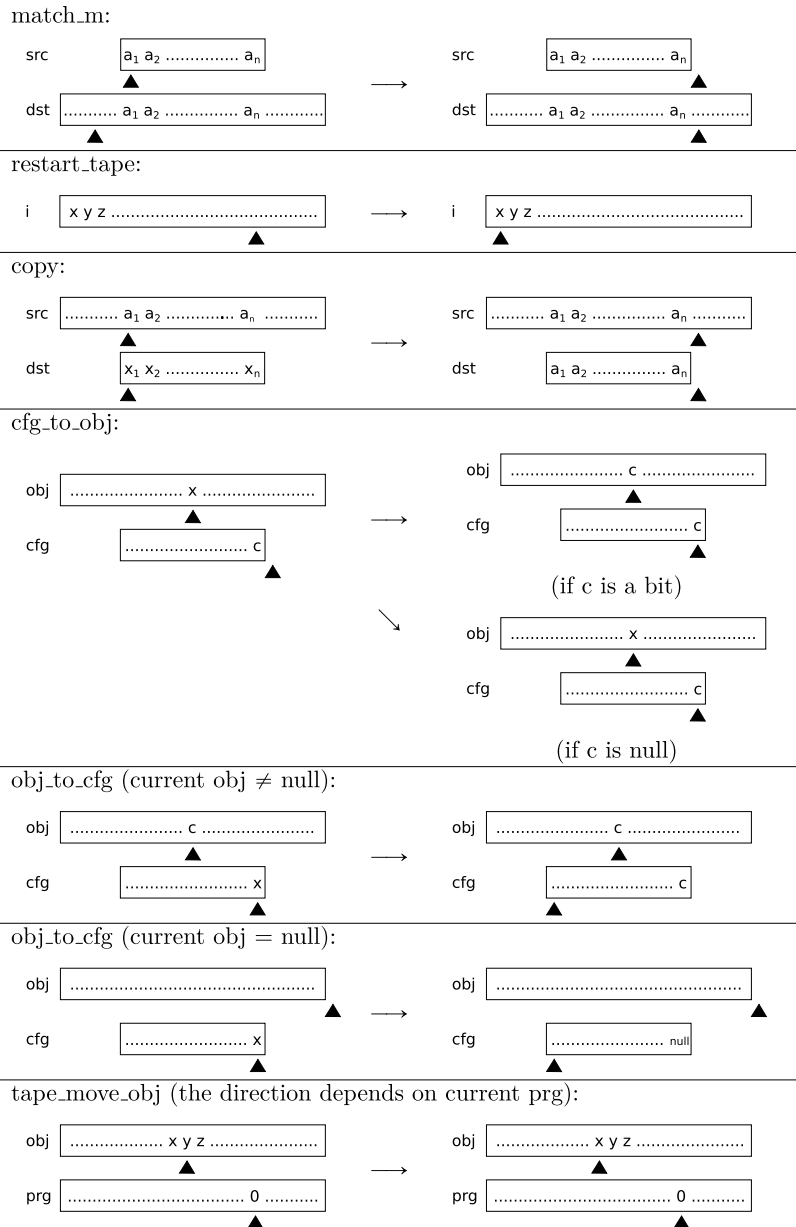 match_m:
src a1 a2 ............... an ⟶ src a1 a2 ............... an
dst ........... a1 a2 ................. an ............ ⟶ dst ........... a1 a2 ................. an ............
restart_tape:
i x y z .......................................... ⟶ i x y z ..........................................
copy:
src ........... a1 a2 .............. an ........... ⟶ src ........... a1 a2 ............... an ...........
dst x1 x2 ............... xn dst a1 a2 ............... an
cfg_to_obj:
obj ....................... x ....................... ⟶ obj ....................... c .......................
cfg ......................... c cfg ......................... c
(if c is a bit)
↘
obj ....................... x .......................
cfg ......................... c
(if c is null)
obj_to_cfg (current obj ≠ null):
obj ....................... c ....................... ⟶ obj ....................... c .......................
cfg ......................... x cfg ......................... c
obj_to_cfg (current obj = null):
obj .................................................. ⟶ obj ..................................................
cfg ......................... x cfg ....................... null
tape_move_obj (the direction depends on current prg):
obj ................... x y z ...................... ⟶ obj ..................... x y z ......................
prg ..................................... 0 ........... prg ..................................... 0 ...........